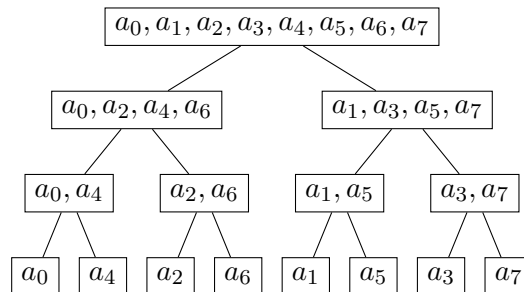 a₀, a₁, a₂, a₃, a₄, a₅, a₆, a₇
a₀, a₂, a₄, a₆ a₁, a₃, a₅, a₇
a₀, a₄ a₂, a₆ a₁, a₅ a₃, a₇
a₀ a₄ a₂ a₆ a₁ a₅ a₃ a₇